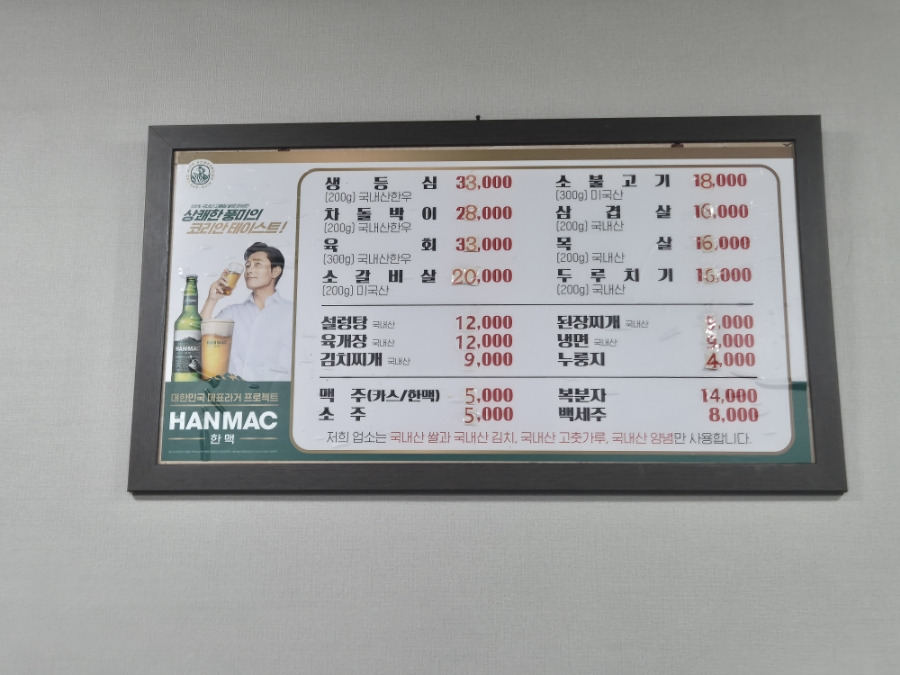 상쾌한 풍미의
코리안 테이스트!
대한민국 대표라거 프로젝트
HANMAC
한맥
생등심 33,000
(200g) 국내산한우
차돌박이 28,000
(200g) 국내산한우
육회 33,000
(300g) 국내산한우
소갈비살 20,000
(200g) 미국산
소불고기 18,000
(300g) 미국산
삼겹살
(200g) 국내산
목살 16,000
(200g) 국내산
두루치기
(200g) 국내산
설렁탕 국내산 12,000
육개장 국내산 12,000
김치찌개 국내산 9,000
된장찌개 국내산
냉면 국내산
누룽지 4,000
맥주(카스/한맥) 5,000
소주 5,000
복분자 14,000
백세주 8,000
저희 업소는 국내산 쌀과 국내산 김치, 국내산 고춧가루, 국내산 양념만 사용합니다.